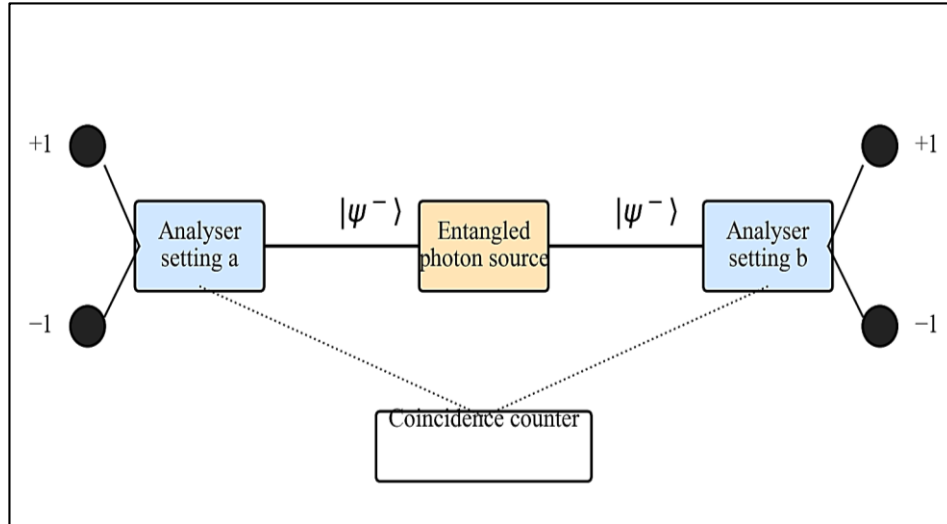 +1
+1
|ψ⁻⟩
|ψ⁻⟩
Analyser
setting a
Entangled
photon source
Analyser
setting b
−1
−1
Coincidence counter